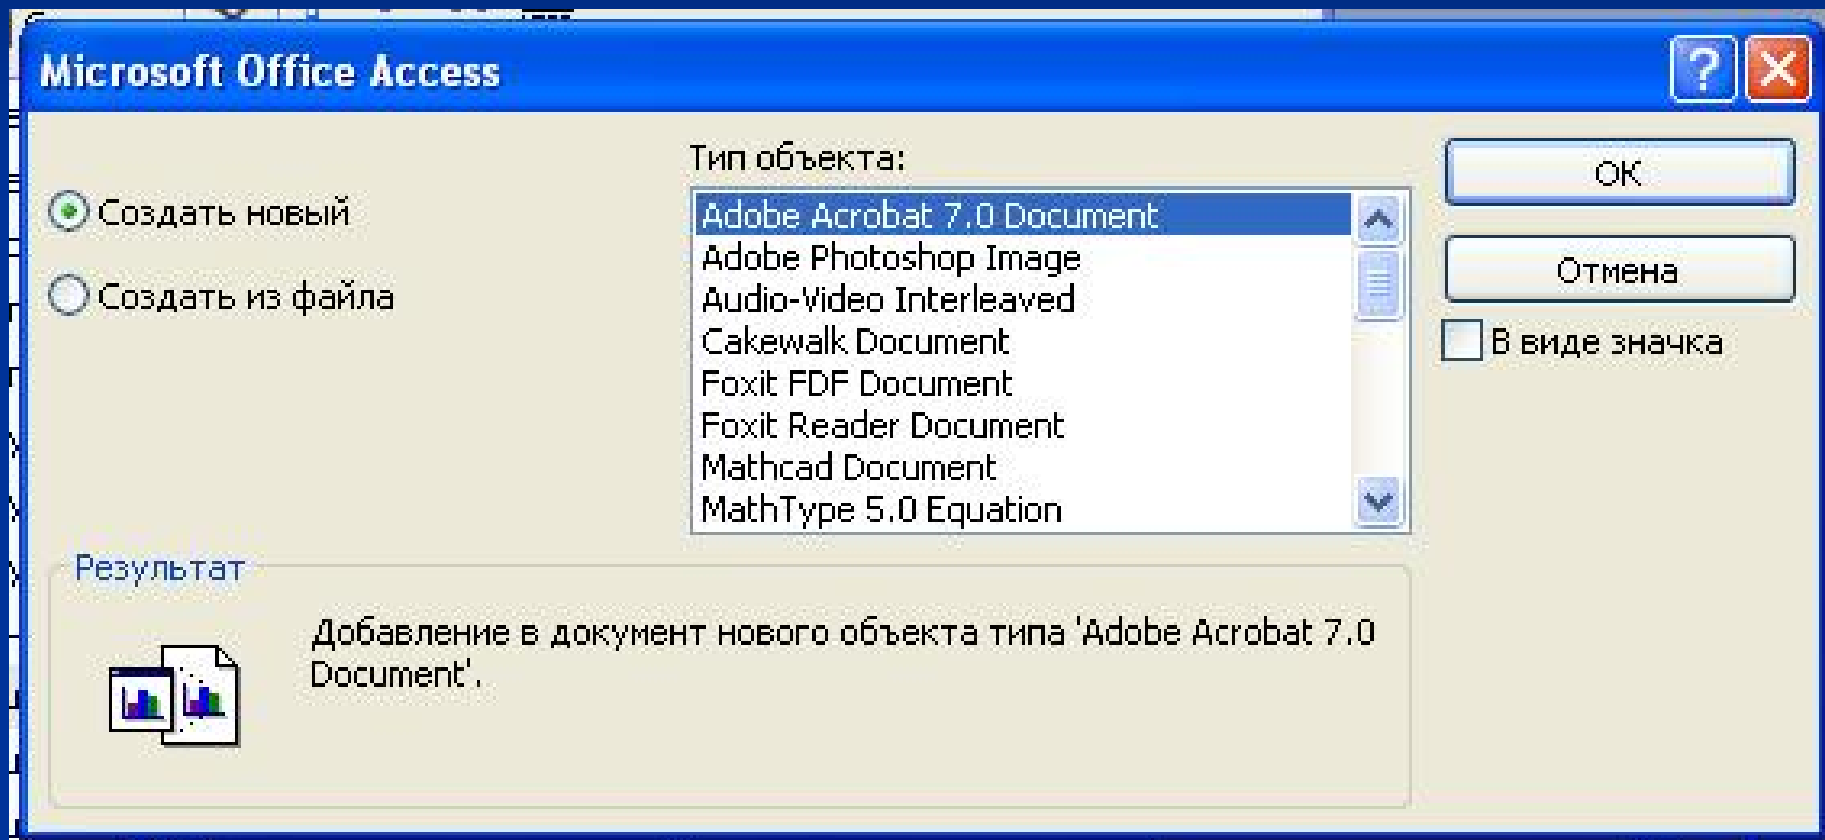 Microsoft Office Access
Тип объекта:
Создать новый
Создать из файла
Adobe Acrobat 7.0 Document
Adobe Photoshop Image
Audio-Video Interleaved
Cakewalk Document
Foxit FDF Document
Foxit Reader Document
Mathcad Document
MathType 5.0 Equation
ОК
Отмена
В виде значка
Результат
Добавление в документ нового объекта типа 'Adobe Acrobat 7.0
Document'.